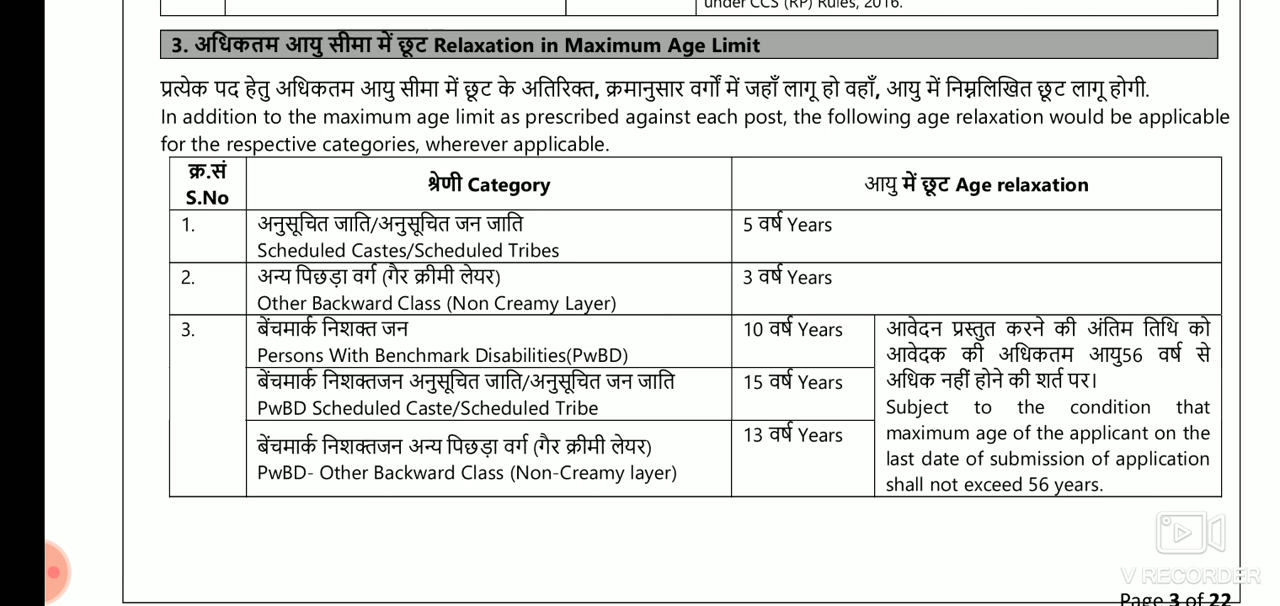 under CCS (RP) Rules, 2016.
3. अधिकतम आयु सीमा में छूट Relaxation in Maximum Age Limit
प्रत्येक पद हेतु अधिकतम आयु सीमा में छूट के अतिरिक्त, क्रमानुसार वर्गों में जहाँ लागू हो वहाँ, आयु में निम्नलिखित छूट लागू होगी.
In addition to the maximum age limit as prescribed against each post, the following age relaxation would be applicable
for the respective categories, wherever applicable.
क्र.सं
S.No
श्रेणी Category
आयु में छूट Age relaxation
1.
अनुसूचित जाति/अनुसूचित जन जाति
Scheduled Castes/Scheduled Tribes
5 वर्ष Years
2.
अन्य पिछड़ा वर्ग (गैर क्रीमी लेयर)
Other Backward Class (Non Creamy Layer)
3 वर्ष Years
3.
बेंचमार्क निशक्त जन
Persons With Benchmark Disabilities(PwBD)
10 वर्ष Years
बेंचमार्क निशक्तजन अनुसूचित जाति/अनुसूचित जन जाति
PwBD Scheduled Caste/Scheduled Tribe
15 वर्ष Years
बेंचमार्क निशक्तजन अन्य पिछड़ा वर्ग (गैर क्रीमी लेयर)
PwBD- Other Backward Class (Non-Creamy layer)
13 वर्ष Years
आवेदन प्रस्तुत करने की अंतिम तिथि को
आवेदक की अधिकतम आयु56 वर्ष से
अधिक नहीं होने की शर्त पर।
Subject to the condition that
maximum age of the applicant on the
last date of submission of application
shall not exceed 56 years.
V RECORDER
Page 3 of 22